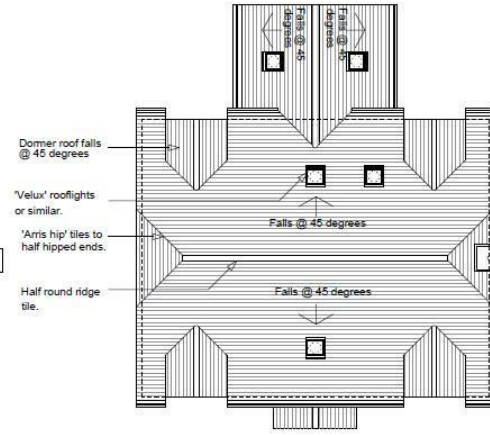 Falls @ 45
degrees
Falls @ 45
degrees
Dormer roof falls
@ 45 degrees
'Velux' rooflights
or similar.
'Arris hip' tiles to
half hipped ends.
Half round ridge
tile.
Falls @ 45 degrees
Falls @ 45 degrees